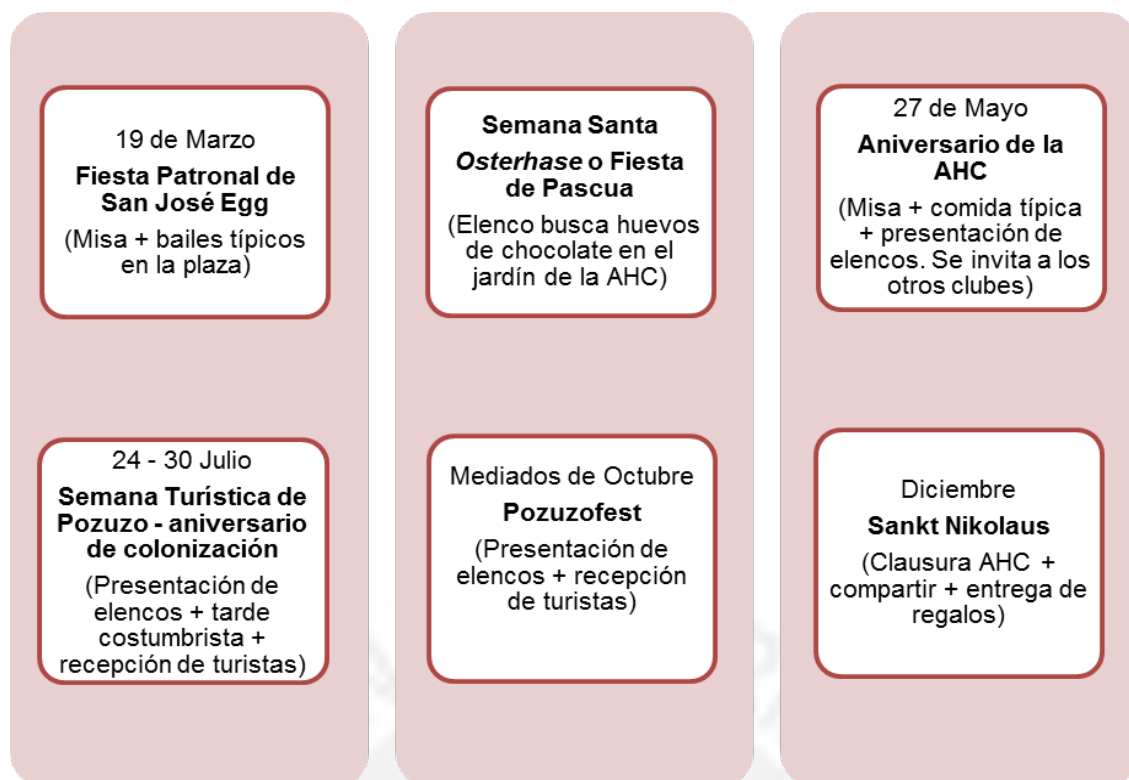 19 de Marzo
Fiesta Patronal de
San José Egg
(Misa + bailes típicos
en la plaza)
Semana Santa
Osterhase o Fiesta
de Pascua
(Elenco busca huevos
de chocolate en el
jardín de la AHC)
27 de Mayo
Aniversario de la
AHC
(Misa + comida típica
+ presentación de
elencos. Se invita a los
otros clubes)
24 - 30 Julio
Semana Turística de
Pozuzo - aniversario
de colonización
(Presentación de
elencos + tarde
costumbrista +
recepción de turistas)
Mediados de Octubre
Pozuzofest
(Presentación de
elencos + recepción
de turistas)
Diciembre
Sankt Nikolaus
(Clausura AHC +
compartir + entrega de
regalos)